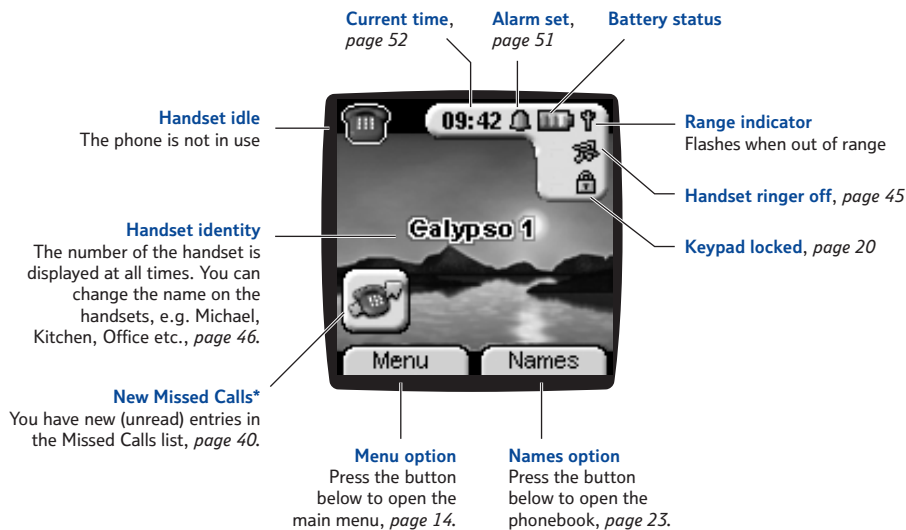 Current time,
page 52
Alarm set,
page 51
Battery status
Handset idle
The phone is not in use
09:42
Range indicator
Flashes when out of range
Handset ringer off, page 45
Handset identity
The number of the handset is
displayed at all times. You can
change the name on the
handsets, e.g. Michael,
Kitchen, Office etc., page 46.
Calypso 1
Keypad locked, page 20
New Missed Calls*
You have new (unread) entries in
the Missed Calls list, page 40.
Menu
Names
Menu option
Press the button
below to open the
main menu, page 14.
Names option
Press the button
below to open the
phonebook, page 23.